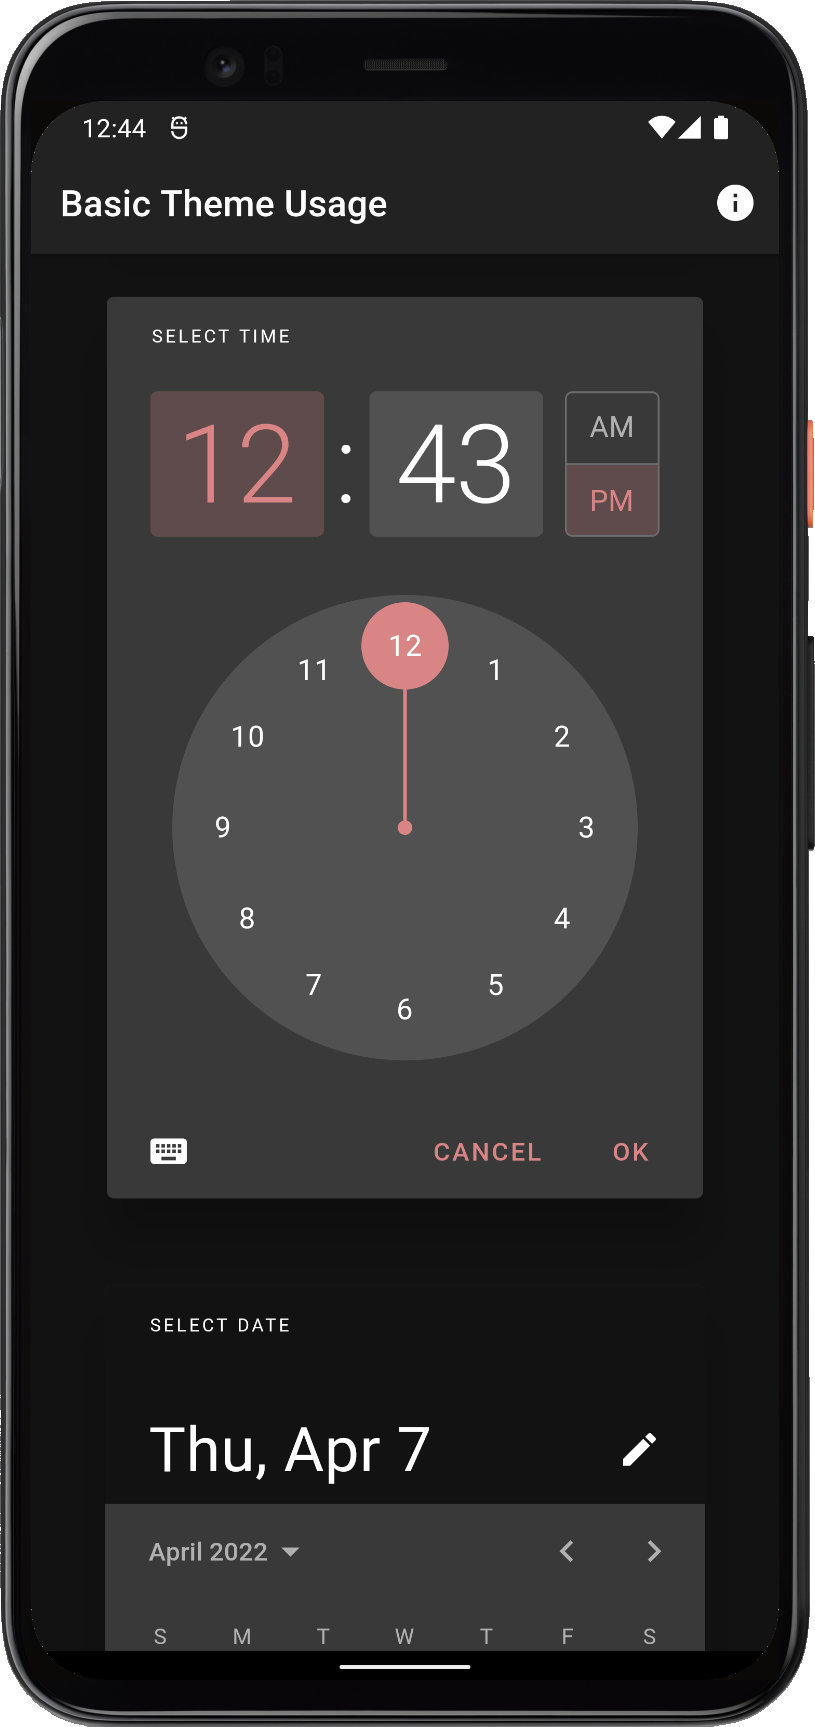 12:44
Basic Theme Usage
SELECT TIME
12 : 43
AM
PM
12
11 1
10 2
9 3
8 4
7 5
6
CANCEL OK
SELECT DATE
Thu, Apr 7
April 2022
S M T W T F S